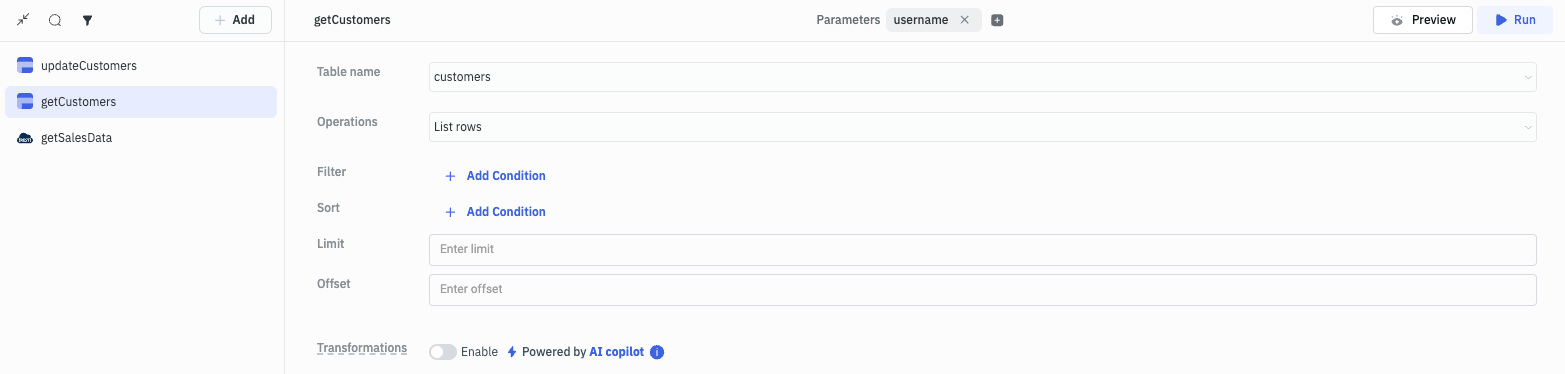 Add
getCustomers
Parameters
username
Preview
Run
updateCustomers
getCustomers
getSalesData
Table name
customers
Operations
List rows
Filter
Add Condition
Sort
Add Condition
Limit
Enter limit
Offset
Enter offset
Transformations
Enable
Powered by AI copilot